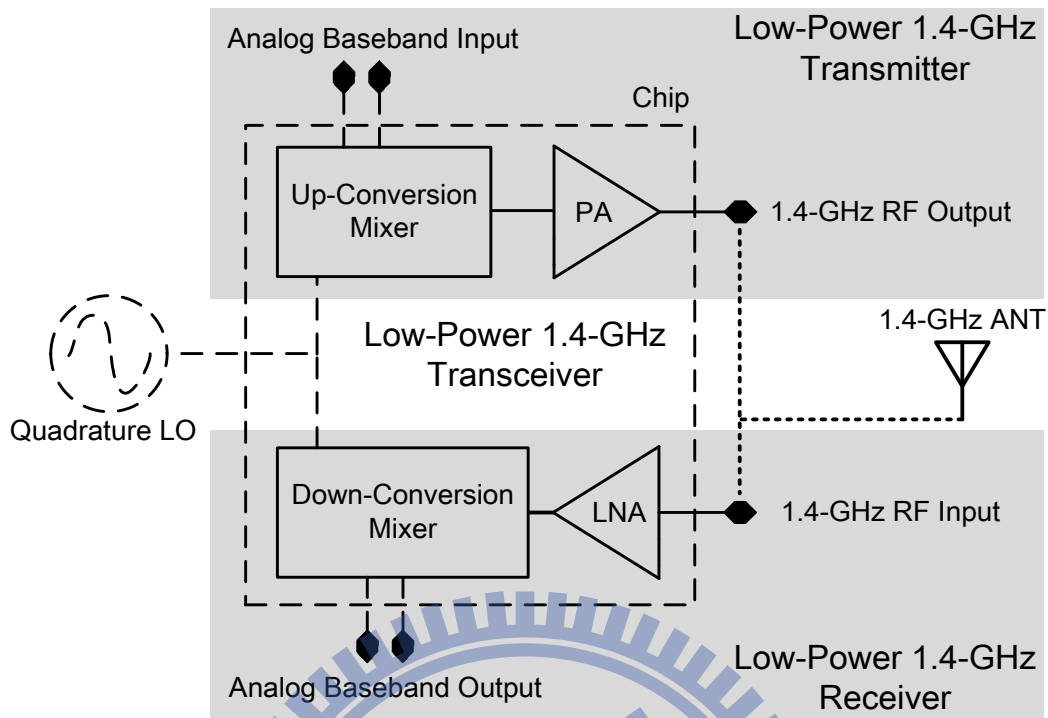 Analog Baseband Input
Low-Power 1.4-GHz
Transmitter
Chip
Up-Conversion
Mixer
PA
1.4-GHz RF Output
Low-Power 1.4-GHz
Transceiver
1.4-GHz ANT
Quadrature LO
Down-Conversion
Mixer
LNA
1.4-GHz RF Input
Analog Baseband Output
Low-Power 1.4-GHz
Receiver